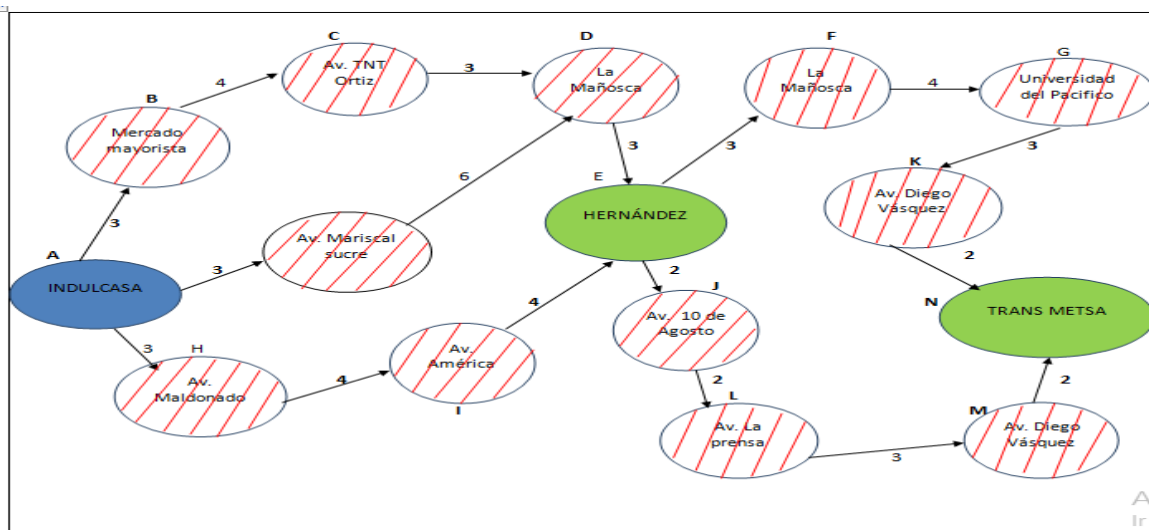 C
Av. TNT
Ortiz
D
La
Mañosca
F
La
Mañosca
G
Universidad
del Pacifico
4
3
4
B
Mercado
mayorista
3
3
3
6
E
HERNÁNDEZ
K
Av. Diego
Vásquez
3
A
INDULCASA
Av. Mariscal
sucre
3
2
2
J
Av. 10 de
Agosto
N
TRANS METSA
4
3
H
Av.
Maldonado
4
Av.
América
I
2
L
Av. La
prensa
3
M
Av. Diego
Vásquez
2
A
Ir